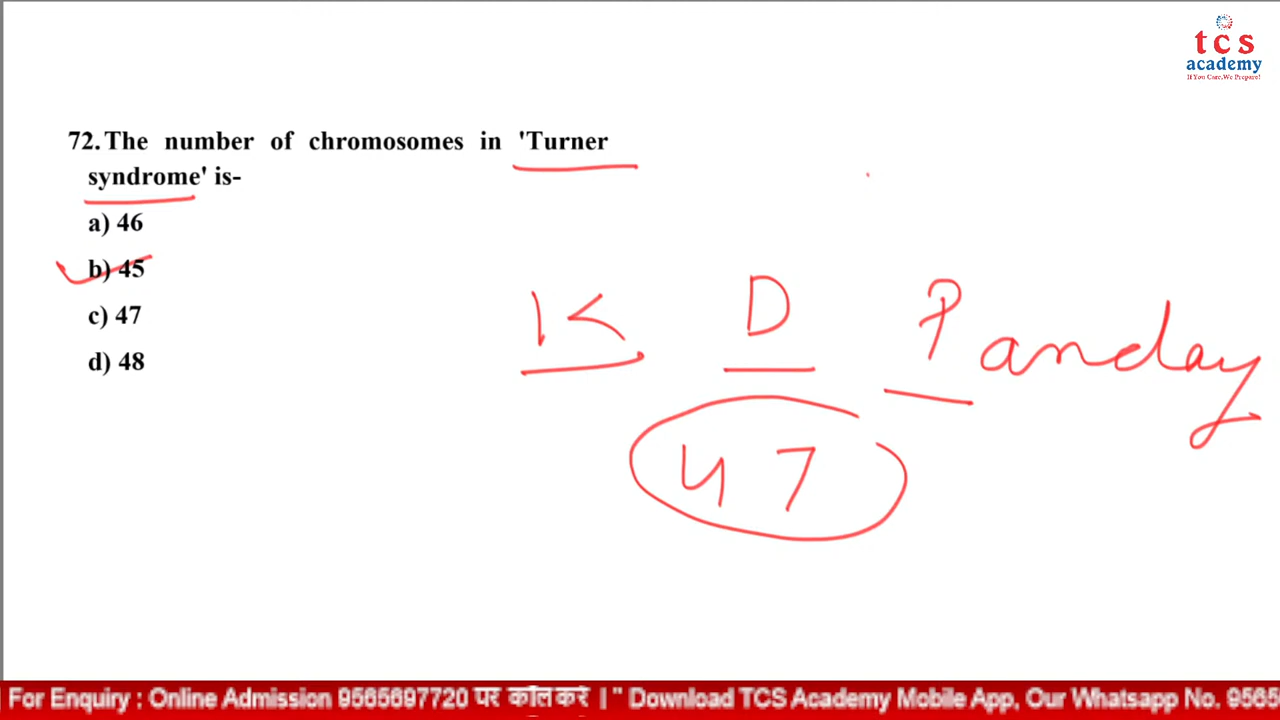 tcs
academy
If You Care, We Prepare!
72. The number of chromosomes in 'Turner
syndrome' is-
a) 46
b) 45
c) 47
d) 48
K D Panday
47
For Enquiry : Online Admission 9565697720 पर कॉल करें | " Download TCS Academy Mobile App, Our Whatsapp No. 9565